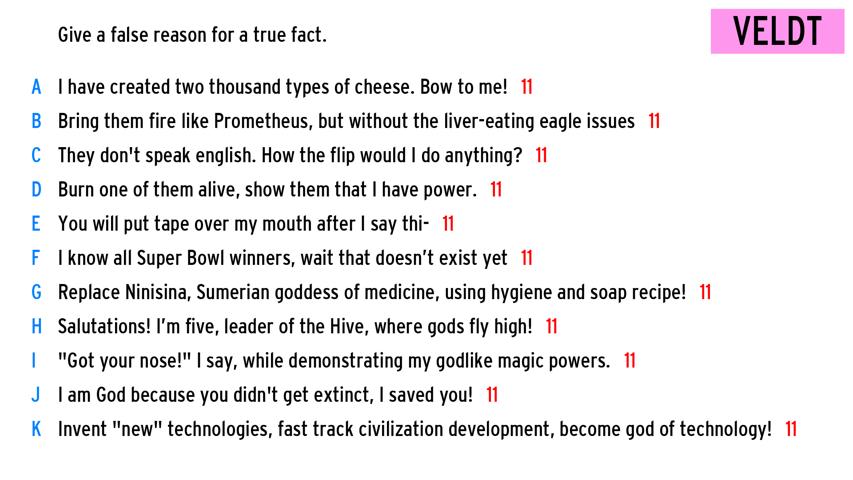 Give a false reason for a true fact.
VELDT
A I have created two thousand types of cheese. Bow to me! 11
B Bring them fire like Prometheus, but without the liver-eating eagle issues 11
C They don't speak english. How the flip would I do anything? 11
D Burn one of them alive, show them that I have power. 11
E You will put tape over my mouth after I say thi- 11
F I know all Super Bowl winners, wait that doesn’t exist yet 11
G Replace Ninisina, Sumerian goddess of medicine, using hygiene and soap recipe! 11
H Salutations! I’m five, leader of the Hive, where gods fly high! 11
I "Got your nose!" I say, while demonstrating my godlike magic powers. 11
J I am God because you didn't get extinct, I saved you! 11
K Invent "new" technologies, fast track civilization development, become god of technology! 11